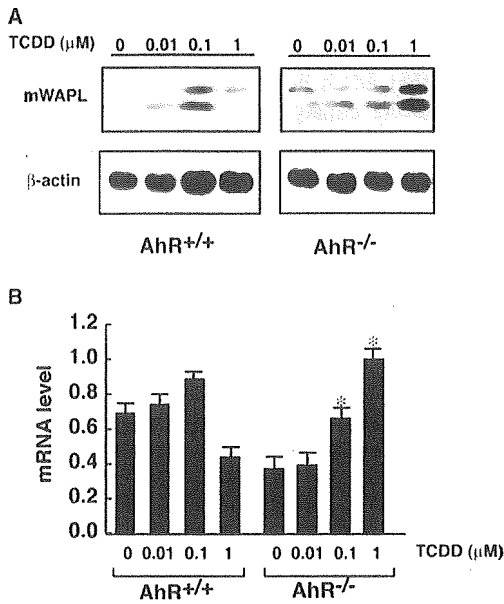 A
TCDD (μM) 0 0.01 0.1 1 0 0.01 0.1 1
mWAPL
β-actin
AhR+/+ AhR-/-
B
mRNA level
1.2
1.0
0.8
0.6
0.4
0.2
0.0
* *
0 0.01 0.1 1 0 0.01 0.1 1 TCDD (μM)
AhR+/+ AhR-/-